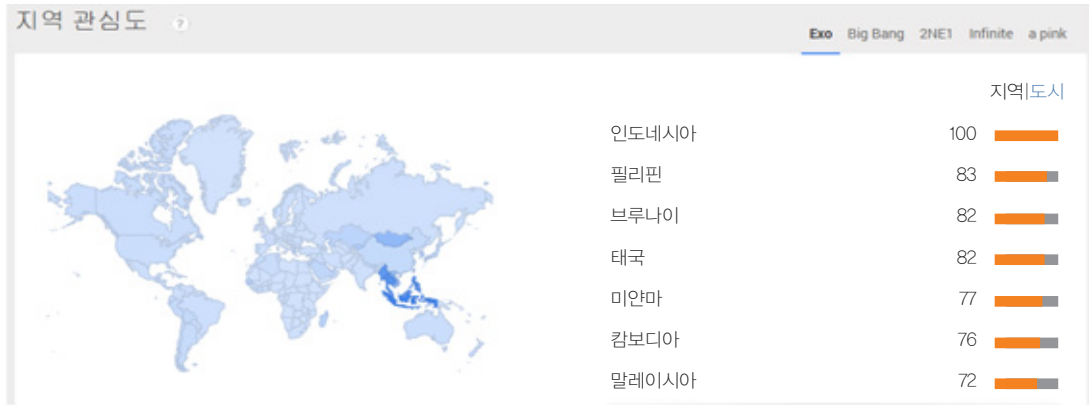 지역 관심도 ?
Exo Big Bang 2NE1 Infinite a pink
지역|도시
인도네시아 100
필리핀 83
브루나이 82
태국 82
미얀마 77
캄보디아 76
말레이시아 72